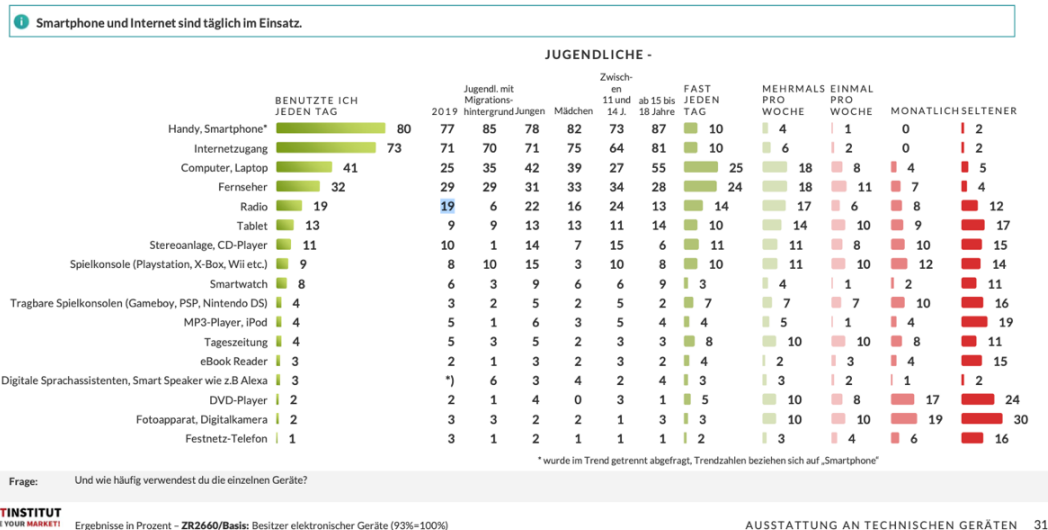 Smartphone und Internet sind täglich im Einsatz.
JUGENDLICHE -
BENUTZTE ICH JEDEN TAG 2019 Jugendl. mit Migrations-hintergrund Jungen Mädchen Zwisch-en 11 und 14 J. ab 15 bis 18 Jahre FAST JEDEN TAG MEHRMALS PRO WOCHE EINMAL PRO WOCHE MONATLICH SELTENER
Handy, Smartphone* 80 77 85 78 82 73 87 10 4 1 0 2
Internetzugang 73 71 70 71 75 64 81 10 6 2 0 2
Computer, Laptop 41 25 35 42 39 27 55 25 18 8 4 5
Fernseher 32 29 29 31 33 34 28 24 18 11 7 4
Radio 19 19 6 22 16 24 13 14 17 6 8 12
Tablet 13 9 9 13 13 11 14 10 14 10 9 17
Stereoanlage, CD-Player 11 10 1 14 7 15 6 11 11 8 10 15
Spielkonsole (Playstation, X-Box, Wii etc.) 9 8 10 15 3 10 8 10 11 10 12 14
Smartwatch 8 6 3 9 6 6 9 3 4 1 2 11
Tragbare Spielkonsolen (Gameboy, PSP, Nintendo DS) 4 3 2 5 2 5 2 7 7 7 10 16
MP3-Player, iPod 4 5 1 6 3 5 4 4 5 1 4 19
Tageszeitung 4 5 3 5 2 3 3 8 10 10 8 11
eBook Reader 3 2 1 3 2 3 2 4 2 3 4 15
Digitale Sprachassistenten, Smart Speaker wie z.B Alexa 3 *) 6 3 4 2 4 3 3 2 1 2
DVD-Player 2 2 1 4 0 3 1 5 10 8 17 24
Fotoapparat, Digitalkamera 2 3 3 2 2 1 3 3 10 10 19 30
Festnetz-Telefon 1 3 1 2 1 1 1 2 3 4 6 16
* wurde im Trend getrennt abgefragt, Trendzahlen beziehen sich auf „Smartphone"
Frage: Und wie häufig verwendest du die einzelnen Geräte?
TINSTITUT
YOUR MARKET!
Ergebnisse in Prozent – ZR2660/Basis: Besitzer elektronischer Geräte (93%=100%)
AUSSTATTUNG AN TECHNISCHEN GERÄTEN 31